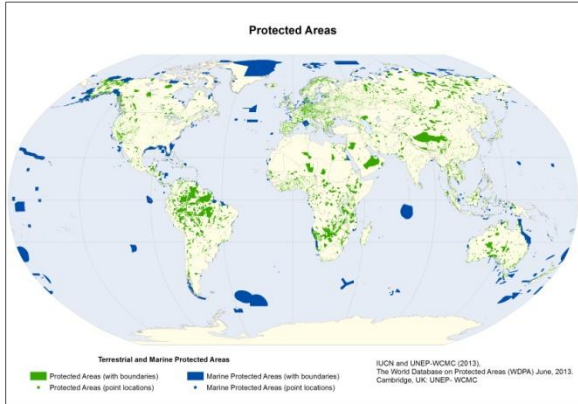 Protected Areas
Terrestrial and Marine Protected Areas
Protected Areas (with boundaries)
Marine Protected Areas (with boundaries)
Protected Areas (point locations)
Marine Protected Areas (point locations)
IUCN and UNEP-WCMC (2013),
The World Database on Protected Areas (WDPA) June, 2013.
Cambridge, UK: UNEP- WCMC